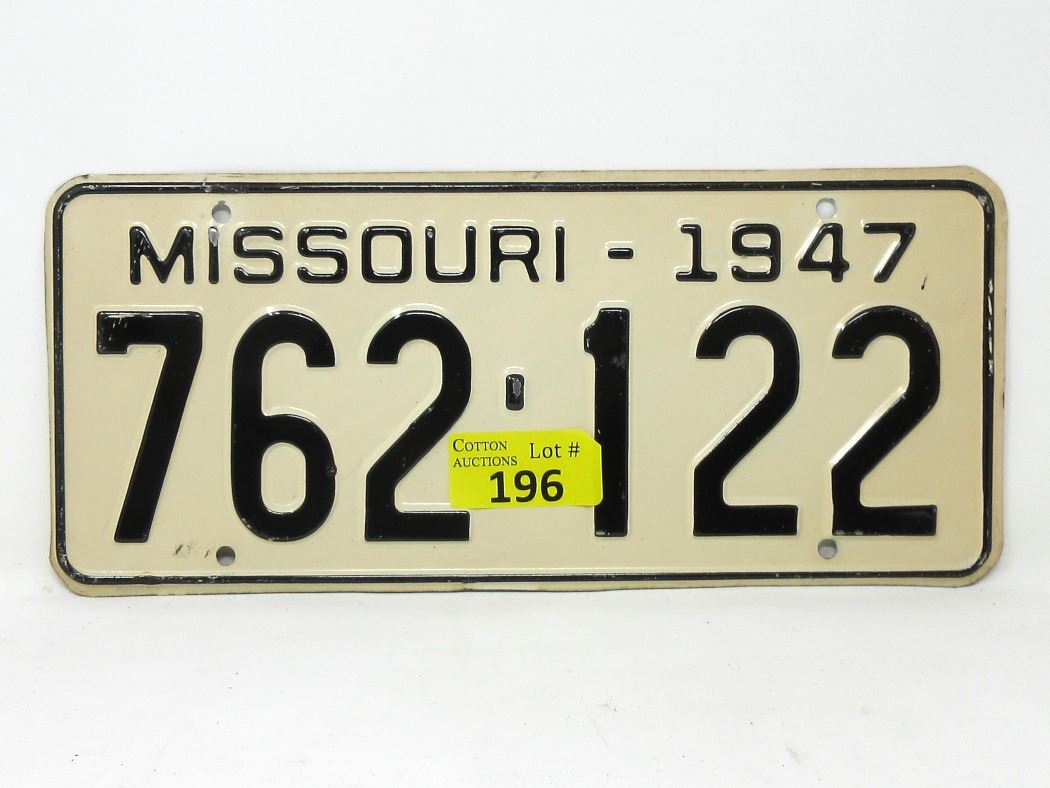 MISSOURI - 1947
762·122
COTTON AUCTIONS Lot #
196